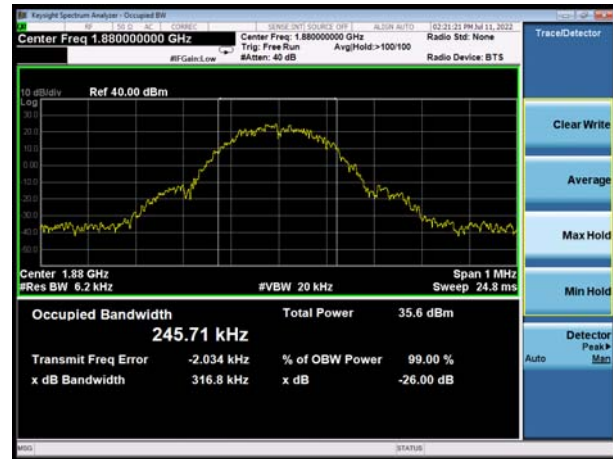 Keysight Spectrum Analyzer - Occupied BW
RF 50 Ω AC CORREC SENSE:INT SOURCE OFF ALIGN AUTO 02:21:21 PM Jul 11, 2022
Center Freq 1.880000000 GHz Center Freq: 1.880000000 GHz Radio Std: None
Trig: Free Run Avg|Hold:>100/100
#IFGain:Low #Atten: 40 dB Radio Device: BTS
Trace/Detector
10 dB/div Ref 40.00 dBm
Log
30.0
20.0
10.0
0.00
-10.0
-20.0
-30.0
-40.0
-50.0
Center 1.88 GHz Span 1 MHz
#Res BW 6.2 kHz #VBW 20 kHz Sweep 24.8 ms
Occupied Bandwidth Total Power 35.6 dBm
245.71 kHz
Transmit Freq Error -2.034 kHz % of OBW Power 99.00 %
x dB Bandwidth 316.8 kHz x dB -26.00 dB
Clear Write
Average
Max Hold
Min Hold
Detector
Peak▶
Auto Man
MSG STATUS